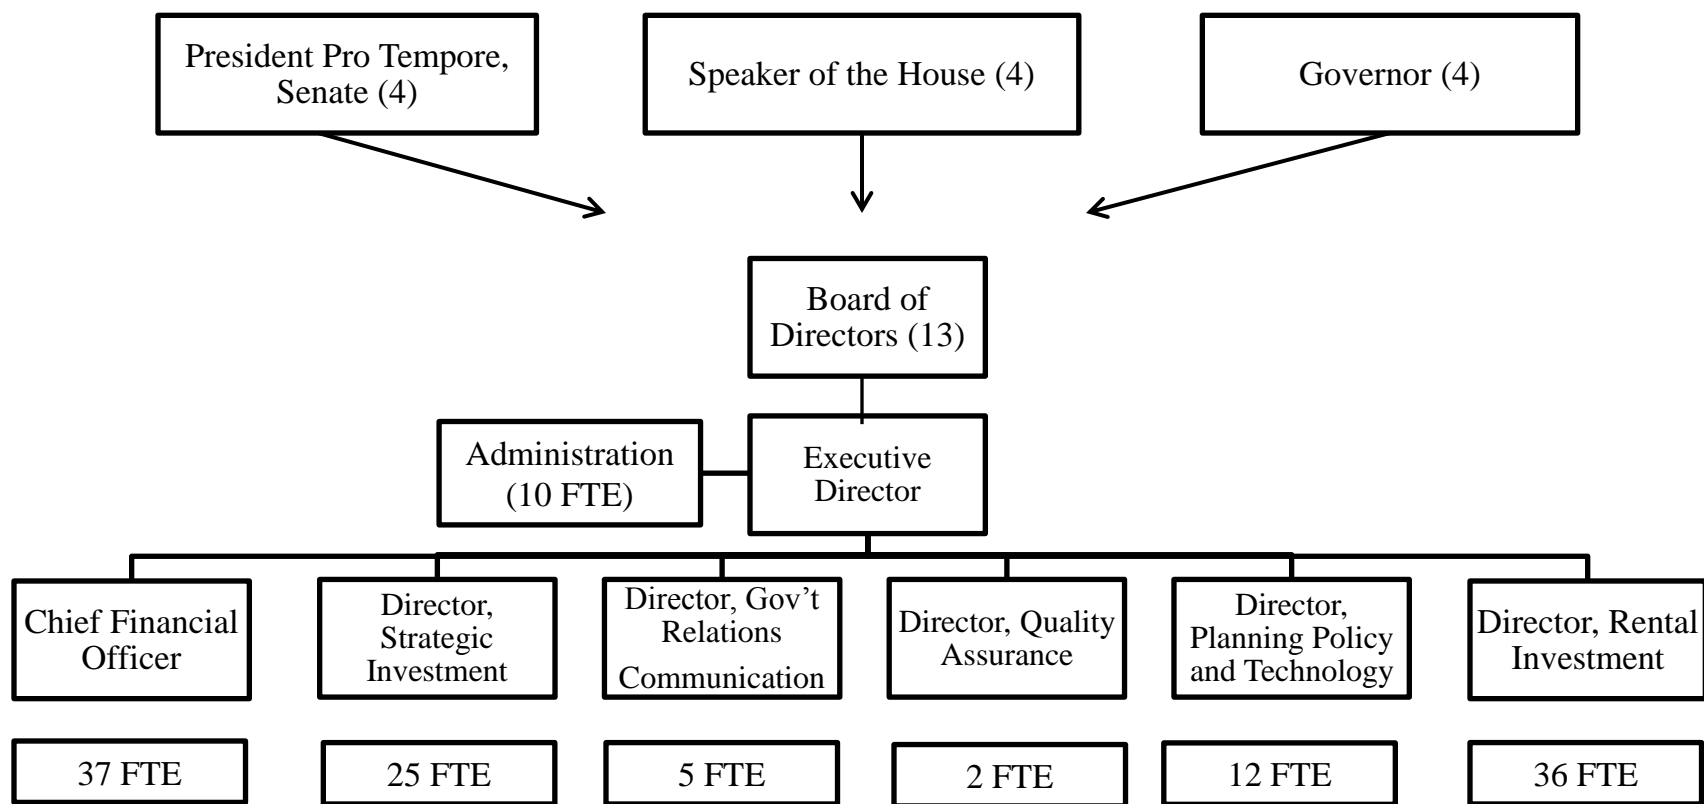 President Pro Tempore,
Senate (4)
Speaker of the House (4)
Governor (4)
Board of
Directors (13)
Administration
(10 FTE)
Executive
Director
Chief Financial
Officer
Director,
Strategic
Investment
Director, Gov’t
Relations
Communication
Director, Quality
Assurance
Director,
Planning Policy
and Technology
Director, Rental
Investment
37 FTE
25 FTE
5 FTE
2 FTE
12 FTE
36 FTE